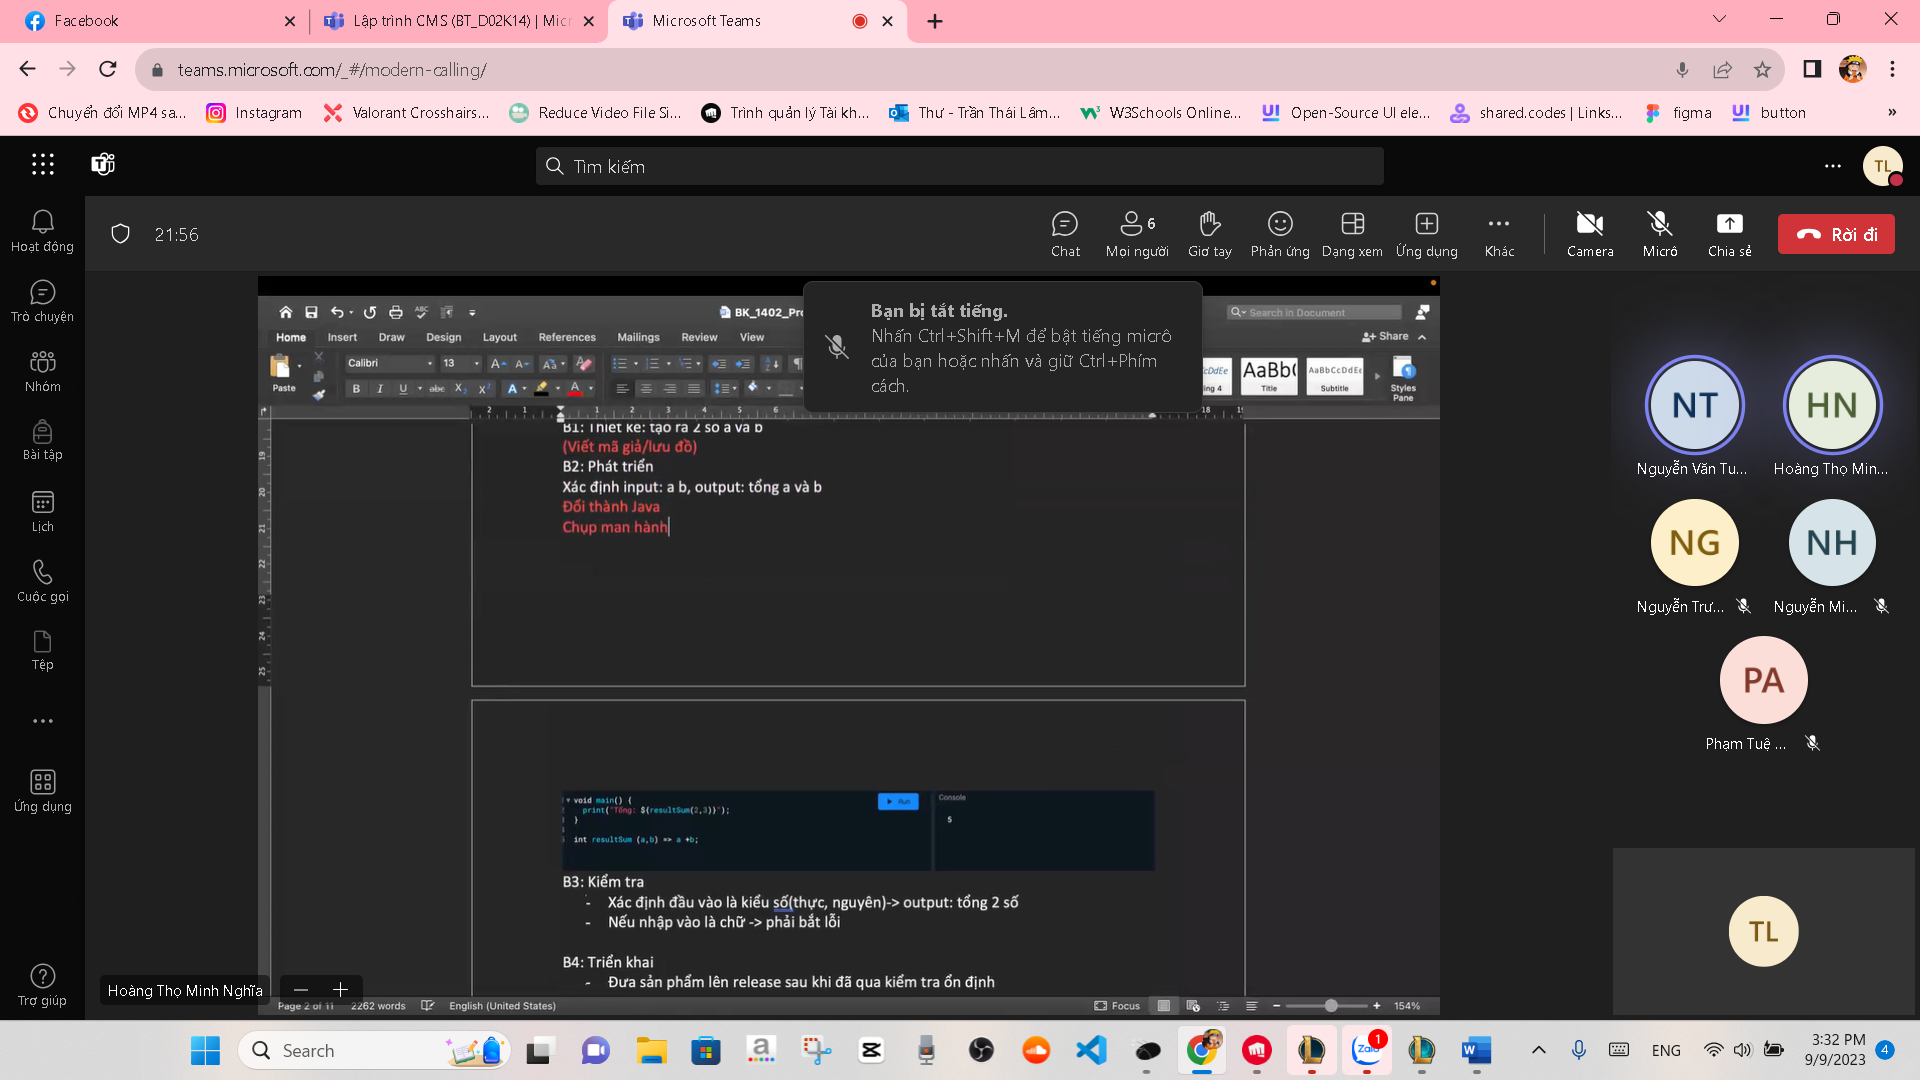 Facebook
Lập trình CMS (BT_D02K14) | Micr
Microsoft Teams
teams.microsoft.com/_#/modern-calling/
Chuyển đổi MP4 sa...
Instagram
Valorant Crosshairs...
Reduce Video File Si...
Trình quản lý Tài kh...
Thư - Trần Thái Lâm...
W3Schools Online...
Open-Source UI ele...
shared.codes | Links...
figma
button
»
Tìm kiếm
TL
21:56
Chat
6
Mọi người
Giơ tay
Phản ứng
Dạng xem
Ứng dụng
Khác
Camera
Micrô
Chia sẻ
Rời đi
Hoạt động
Trò chuyện
Nhóm
Bài tập
Lịch
Cuộc gọi
Tệp
Ứng dụng
Trợ giúp
BK_1402_Pro
Search in Document
Home
Insert
Draw
Design
Layout
References
Mailings
Review
View
Share
Paste
Calibri
13
Title
Subtitle
Styles
Pane
Bạn bị tắt tiếng.
Nhấn Ctrl+Shift+M để bật tiếng micrô
của bạn hoặc nhấn và giữ Ctrl+Phím
cách.
B1: Thiết kế: tạo ra 2 số a và b
(Viết mã giả/lưu đồ)
B2: Phát triển
Xác định input: a b, output: tổng a và b
Đổi thành Java
Chụp man hành
void main() {
print("Tổng: ${resultSum(2,3)}");
}
int resultSum (a,b) => a +b;
Run
Console
5
B3: Kiểm tra
- Xác định đầu vào là kiểu số(thực, nguyên)-> output: tổng 2 số
- Nếu nhập vào là chữ -> phải bắt lỗi
B4: Triển khai
- Đưa sản phẩm lên release sau khi đã qua kiểm tra ổn định
Hoàng Thọ Minh Nghĩa
Page 2 of 11
2262 words
English (United States)
Focus
154%
NT
Nguyễn Văn Tu...
HN
Hoàng Thọ Min...
NG
Nguyễn Trư...
NH
Nguyễn Mi...
PA
Phạm Tuệ ...
TL
Search
Zalo
1
ENG
3:32 PM
9/9/2023
4